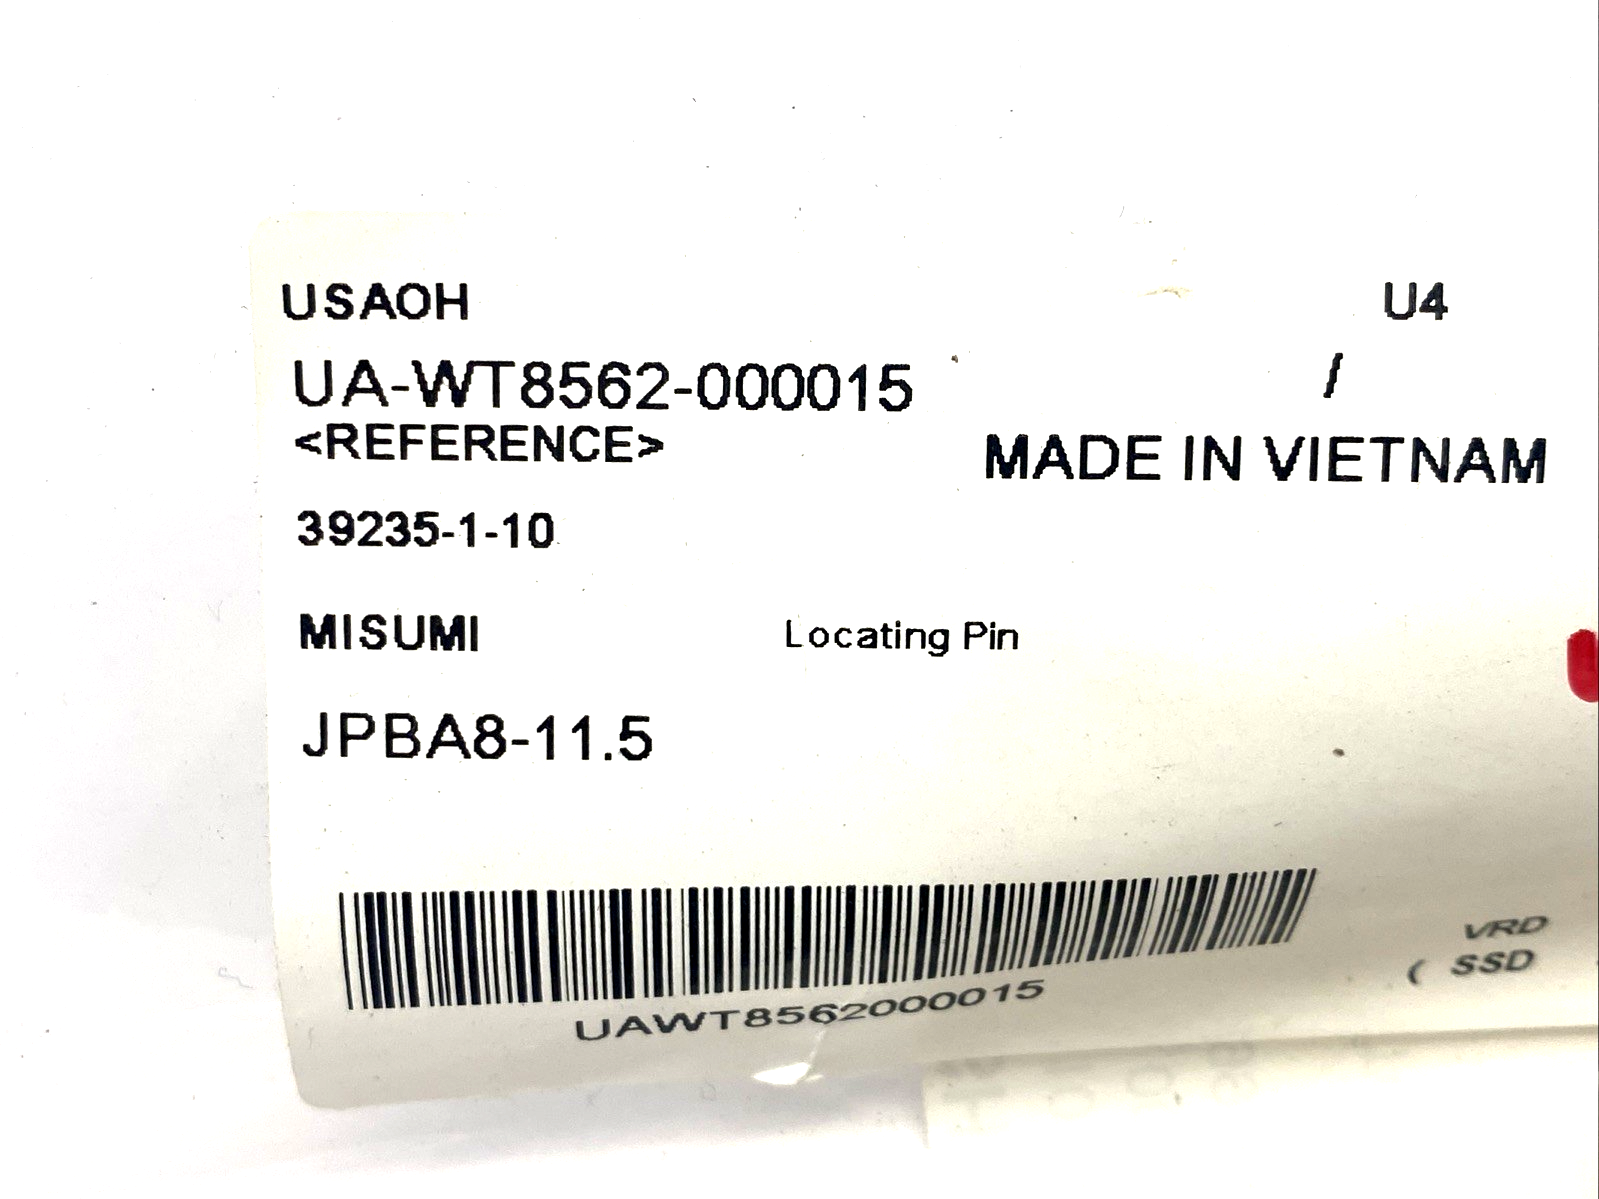 USAOH U4
UA-WT8562-000015 /
<REFERENCE> MADE IN VIETNAM
39235-1-10
MISUMI Locating Pin
JPBA8-11.5
UAWT8562000015
VRD
( SSD